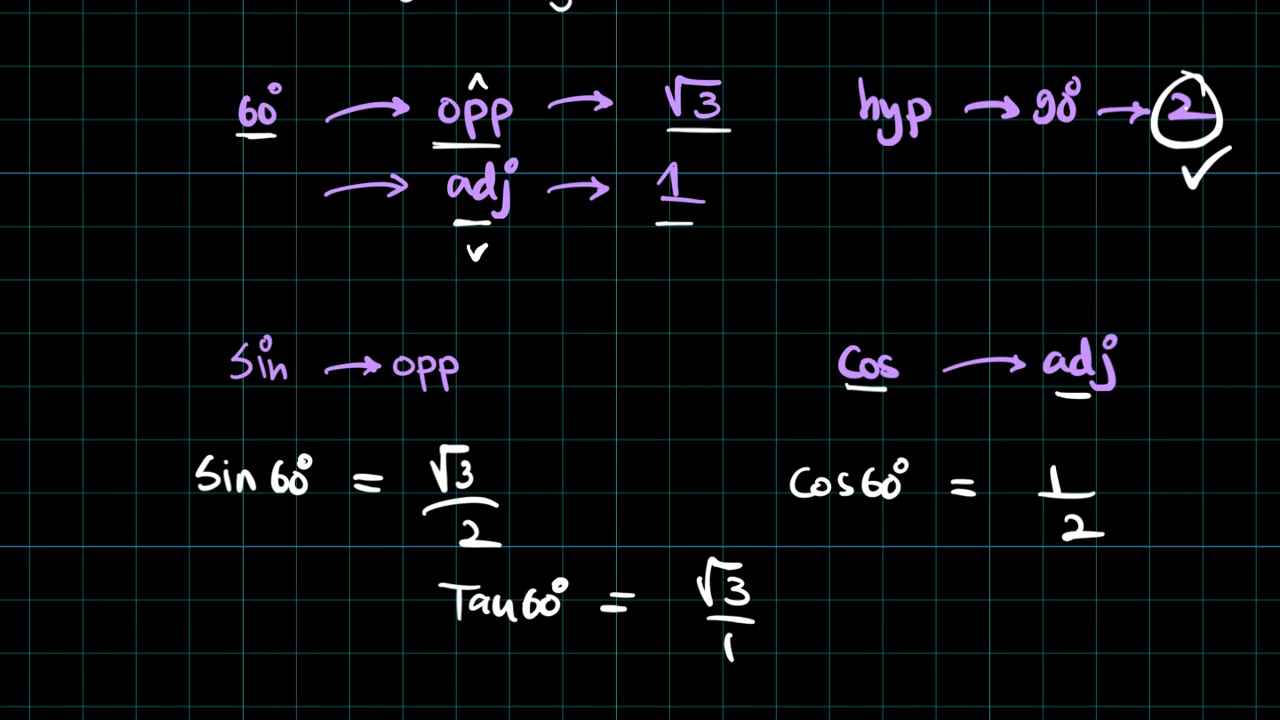 60° → opp → √3 hyp → 90° → 2 ✓
→ adj → 1
sin → opp cos → adj
Sin 60° = √3/2 Cos 60° = 1/2
Tan 60° = √3/1